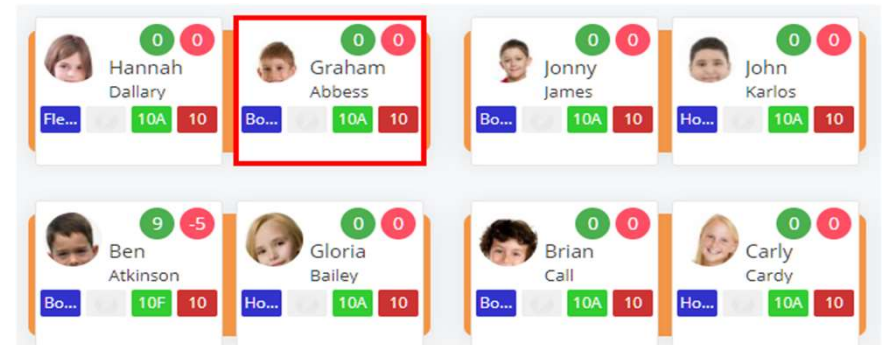 0 0
Hannah
Dallary
Fle... 10A 10
0 0
Graham
Abbess
Bo... 10A 10
0 0
Jonny
James
Bo... 10A 10
0 0
John
Karlos
Ho... 10A 10
9 -5
Ben
Atkinson
Bo... 10F 10
0 0
Gloria
Bailey
Ho... 10A 10
0 0
Brian
Call
Bo... 10A 10
0 0
Carly
Cardy
Ho... 10A 10